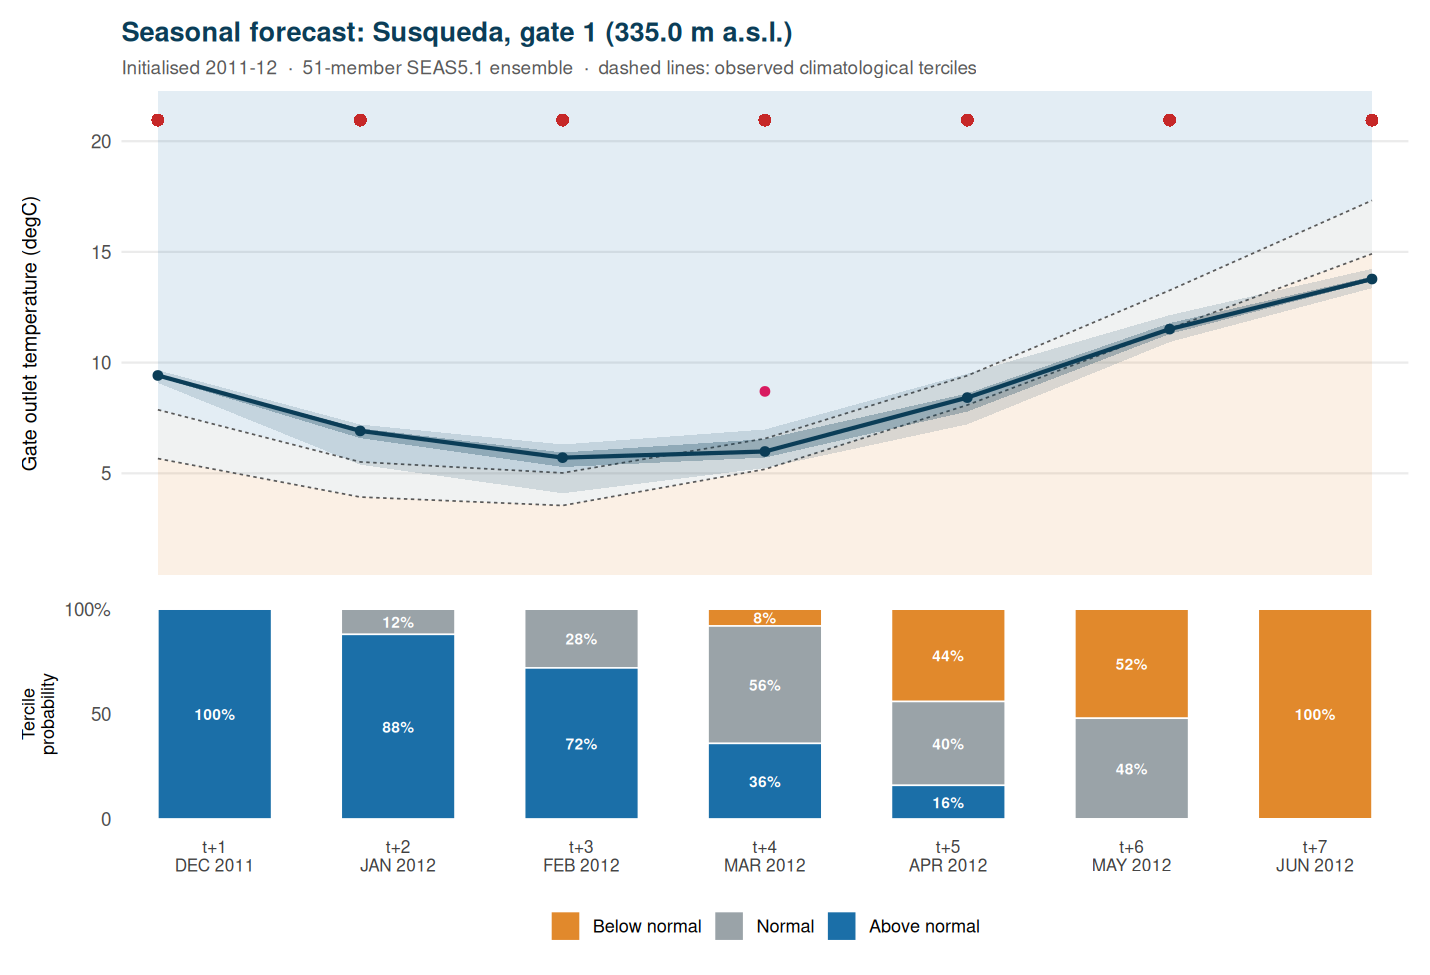 Seasonal forecast: Susqueda, gate 1 (335.0 m a.s.l.)
Initialised 2011-12 · 51-member SEAS5.1 ensemble · dashed lines: observed climatological terciles
Gate outlet temperature (degC)
20
15
10
5
Tercile
probability
100%
50
0
100%
12%
88%
28%
72%
8%
56%
36%
44%
40%
16%
52%
48%
100%
t+1
DEC 2011
t+2
JAN 2012
t+3
FEB 2012
t+4
MAR 2012
t+5
APR 2012
t+6
MAY 2012
t+7
JUN 2012
Below normal
Normal
Above normal